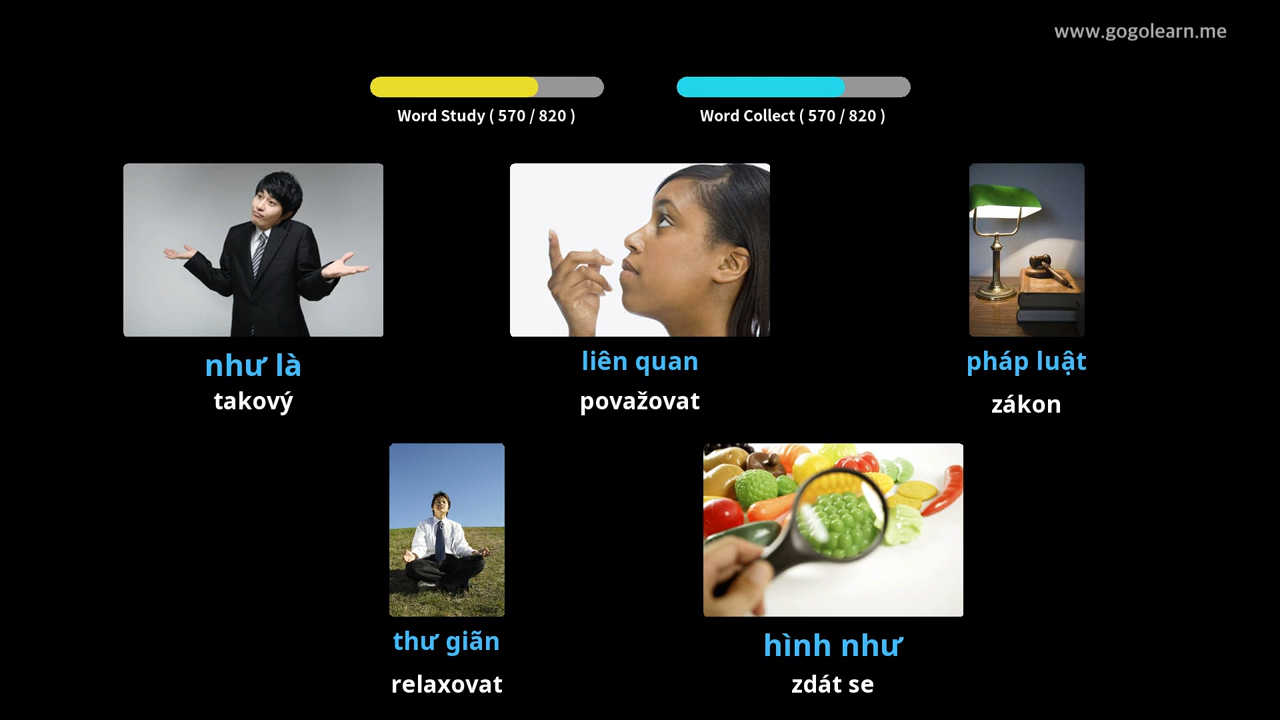 www.gogolearn.me
Word Study ( 570 / 820 )
Word Collect ( 570 / 820 )
như là
takový
liên quan
považovat
pháp luật
zákon
thư giãn
relaxovat
hình như
zdát se